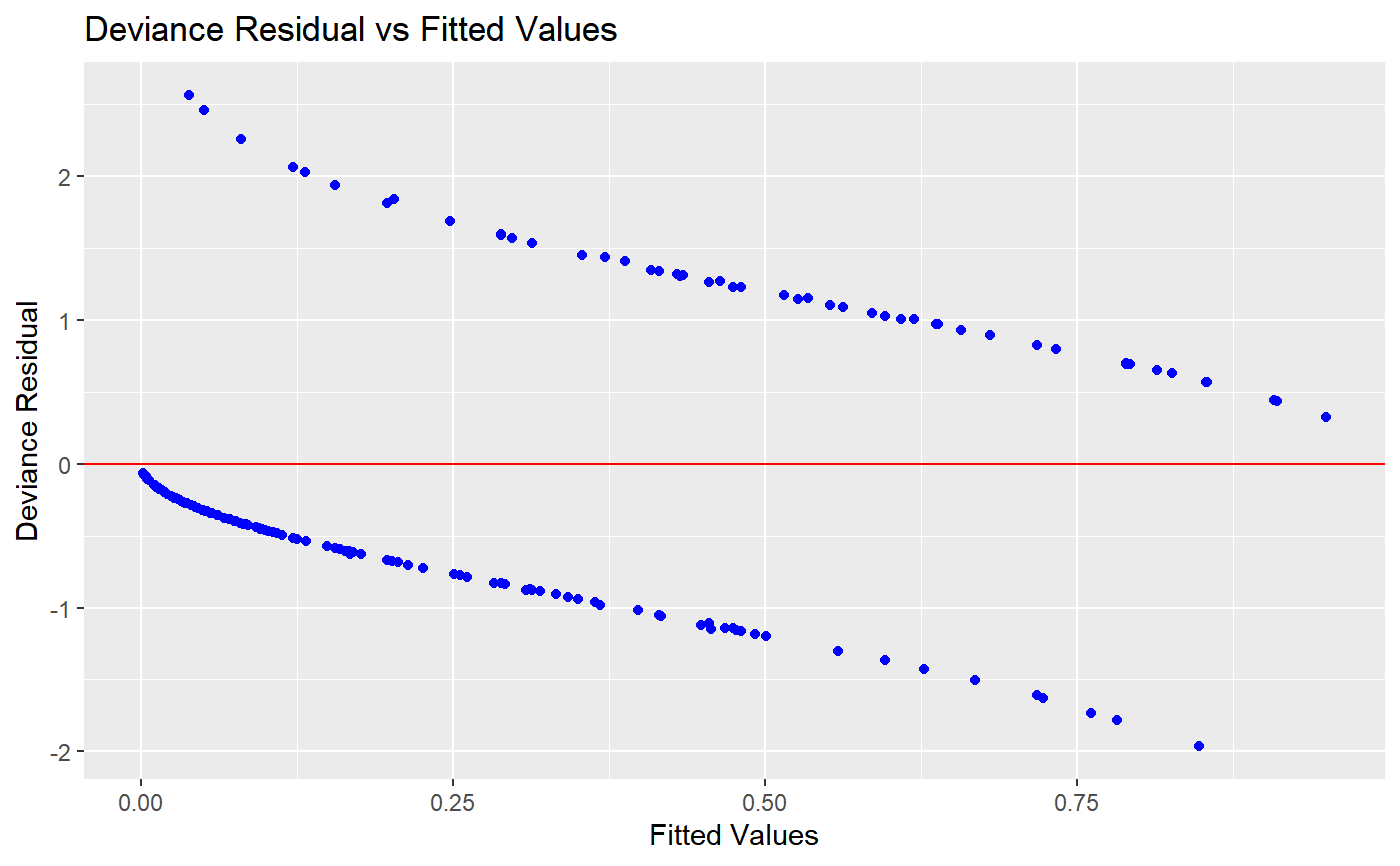 Deviance Residual vs Fitted Values
Deviance Residual
2
1
0
-1
-2
0.00 0.25 0.50 0.75
Fitted Values